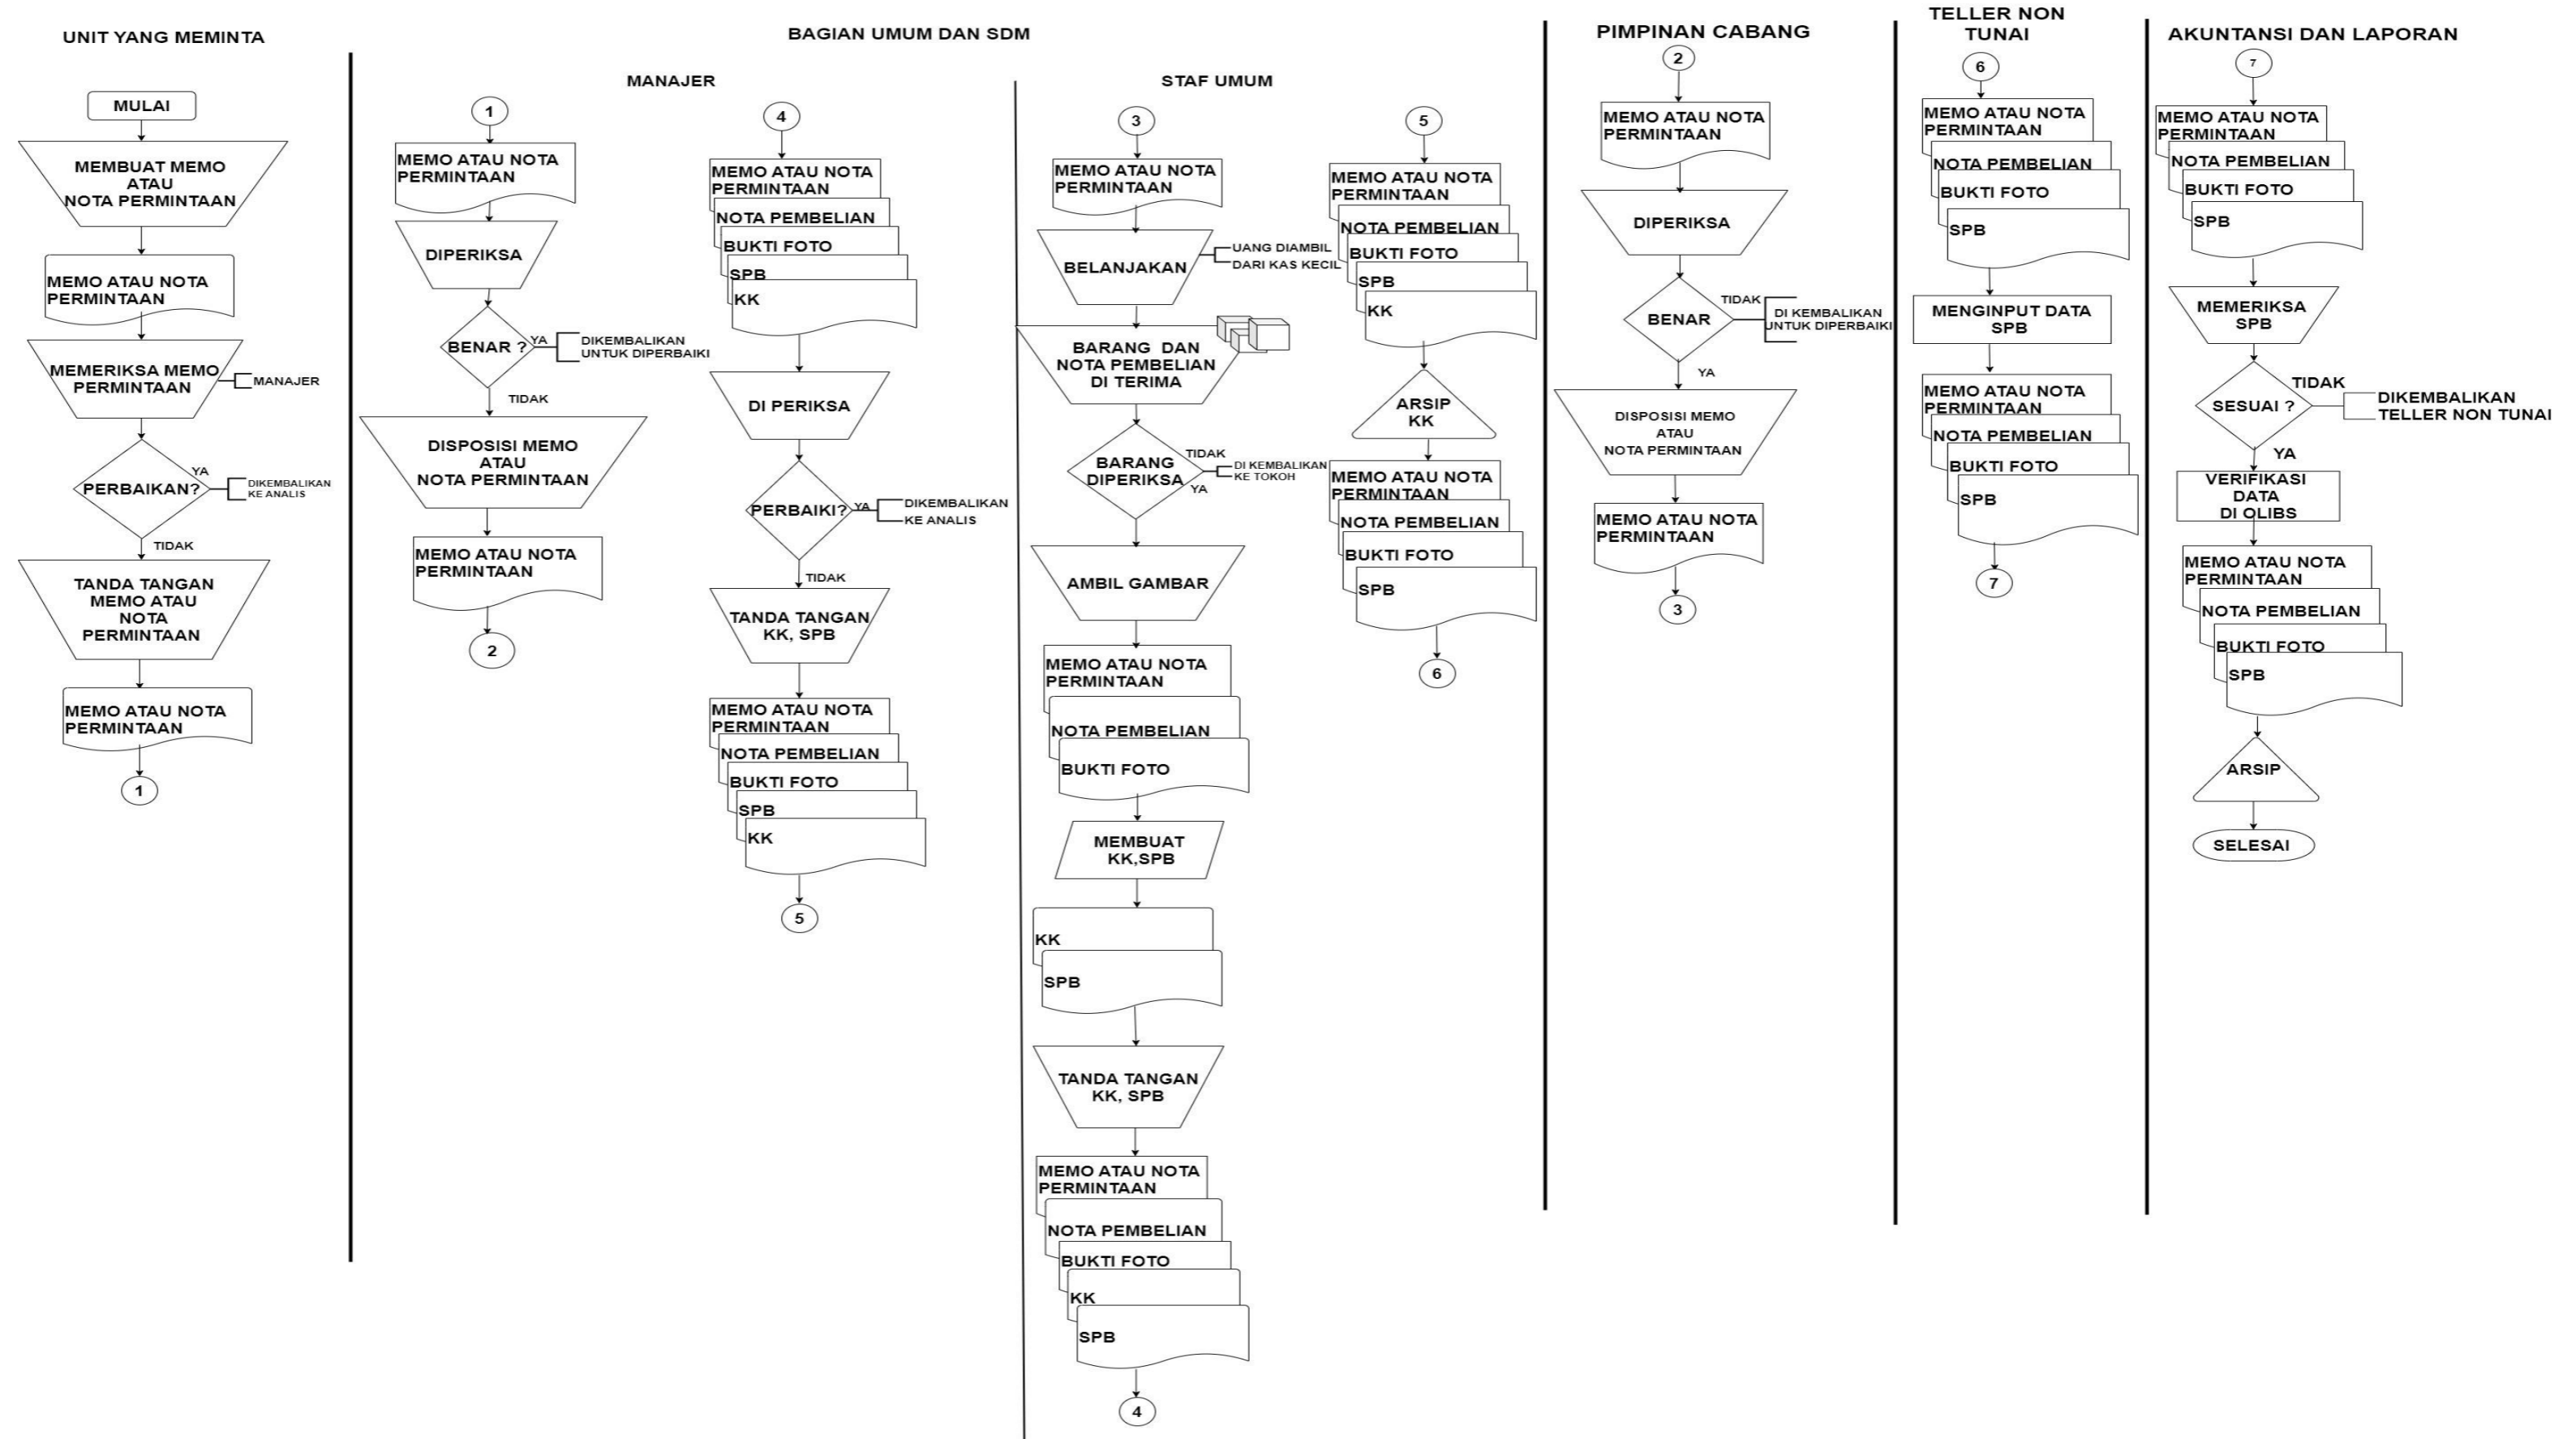 UNIT YANG MEMINTA
MULAI
MEMBUAT MEMO
ATAU
NOTA PERMINTAAN
MEMO ATAU NOTA
PERMINTAAN
MEMERIKSA MEMO
PERMINTAAN
MANAJER
PERBAIKAN?
YA
DIKEMBALIKAN
KE ANALIS
TIDAK
TANDA TANGAN
MEMO ATAU
NOTA
PERMINTAAN
MEMO ATAU NOTA
PERMINTAAN
1
BAGIAN UMUM DAN SDM
MANAJER
1
MEMO ATAU NOTA
PERMINTAAN
DIPERIKSA
BENAR ?
YA
DIKEMBALIKAN
UNTUK DIPERBAIKI
TIDAK
DISPOSISI MEMO
ATAU
NOTA PERMINTAAN
MEMO ATAU NOTA
PERMINTAAN
2
4
MEMO ATAU NOTA
PERMINTAAN
NOTA PEMBELIAN
BUKTI FOTO
SPB
KK
DI PERIKSA
PERBAIKI?
YA
DIKEMBALIKAN
KE ANALIS
TIDAK
TANDA TANGAN
KK, SPB
MEMO ATAU NOTA
PERMINTAAN
NOTA PEMBELIAN
BUKTI FOTO
SPB
KK
5
STAF UMUM
3
MEMO ATAU NOTA
PERMINTAAN
BELANJAKAN
UANG DIAMBIL
DARI KAS KECIL
BARANG DAN
NOTA PEMBELIAN
DI TERIMA
BARANG
DIPERIKSA
TIDAK
DI KEMBALIKAN
KE TOKOH
YA
AMBIL GAMBAR
MEMO ATAU NOTA
PERMINTAAN
NOTA PEMBELIAN
BUKTI FOTO
MEMBUAT
KK,SPB
KK
SPB
TANDA TANGAN
KK, SPB
MEMO ATAU NOTA
PERMINTAAN
NOTA PEMBELIAN
BUKTI FOTO
KK
SPB
4
5
MEMO ATAU NOTA
PERMINTAAN
NOTA PEMBELIAN
BUKTI FOTO
SPB
KK
ARSIP
KK
MEMO ATAU NOTA
PERMINTAAN
NOTA PEMBELIAN
BUKTI FOTO
SPB
6
PIMPINAN CABANG
2
MEMO ATAU NOTA
PERMINTAAN
DIPERIKSA
BENAR
TIDAK
DI KEMBALIKAN
UNTUK DIPERBAIKI
YA
DISPOSISI MEMO
ATAU
NOTA PERMINTAAN
MEMO ATAU NOTA
PERMINTAAN
3
TELLER NON
TUNAI
6
MEMO ATAU NOTA
PERMINTAAN
NOTA PEMBELIAN
BUKTI FOTO
SPB
MENGINPUT DATA
SPB
MEMO ATAU NOTA
PERMINTAAN
NOTA PEMBELIAN
BUKTI FOTO
SPB
7
AKUNTANSI DAN LAPORAN
7
MEMO ATAU NOTA
PERMINTAAN
NOTA PEMBELIAN
BUKTI FOTO
SPB
MEMERIKSA
SPB
SESUAI ?
TIDAK
DIKEMBALIKAN
TELLER NON TUNAI
YA
VERIFIKASI
DATA
DI OLIBS
MEMO ATAU NOTA
PERMINTAAN
NOTA PEMBELIAN
BUKTI FOTO
SPB
ARSIP
SELESAI